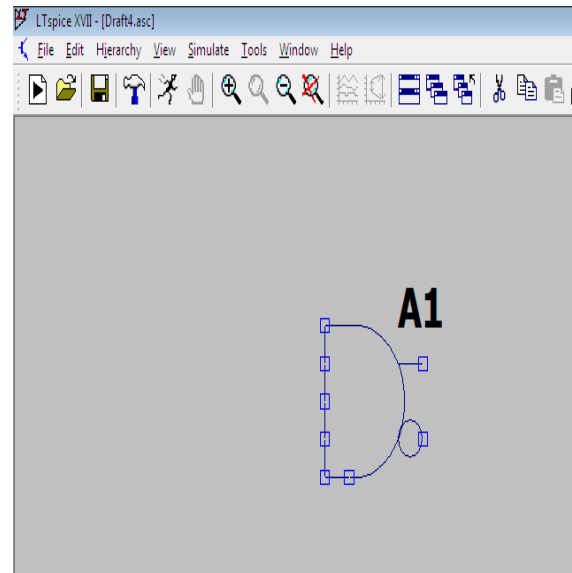 LTspice XVII - [Draft4.asc]
File Edit Hierarchy View Simulate Tools Window Help
A1